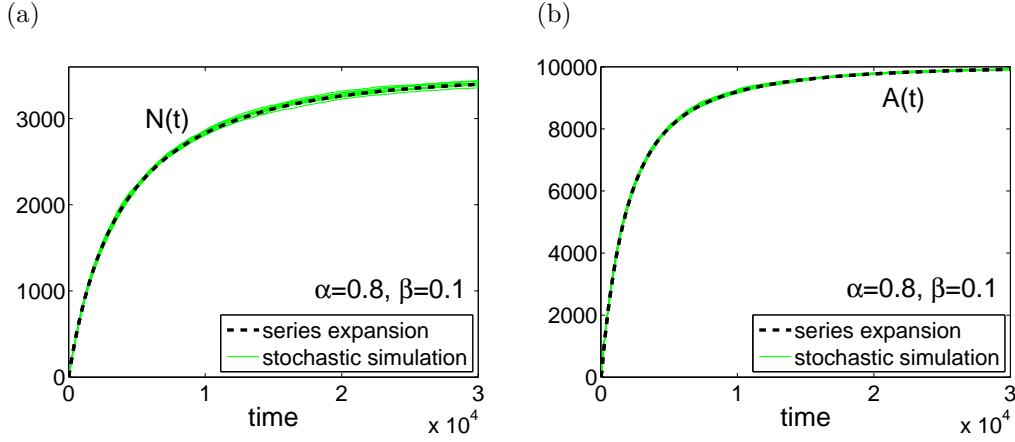 (a)
3000
2000
1000
0
0
1
2
3
x 10^4
time
N(t)
α=0.8, β=0.1
series expansion
stochastic simulation
(b)
10000
8000
6000
4000
2000
0
0
1
2
3
x 10^4
time
A(t)
α=0.8, β=0.1
series expansion
stochastic simulation